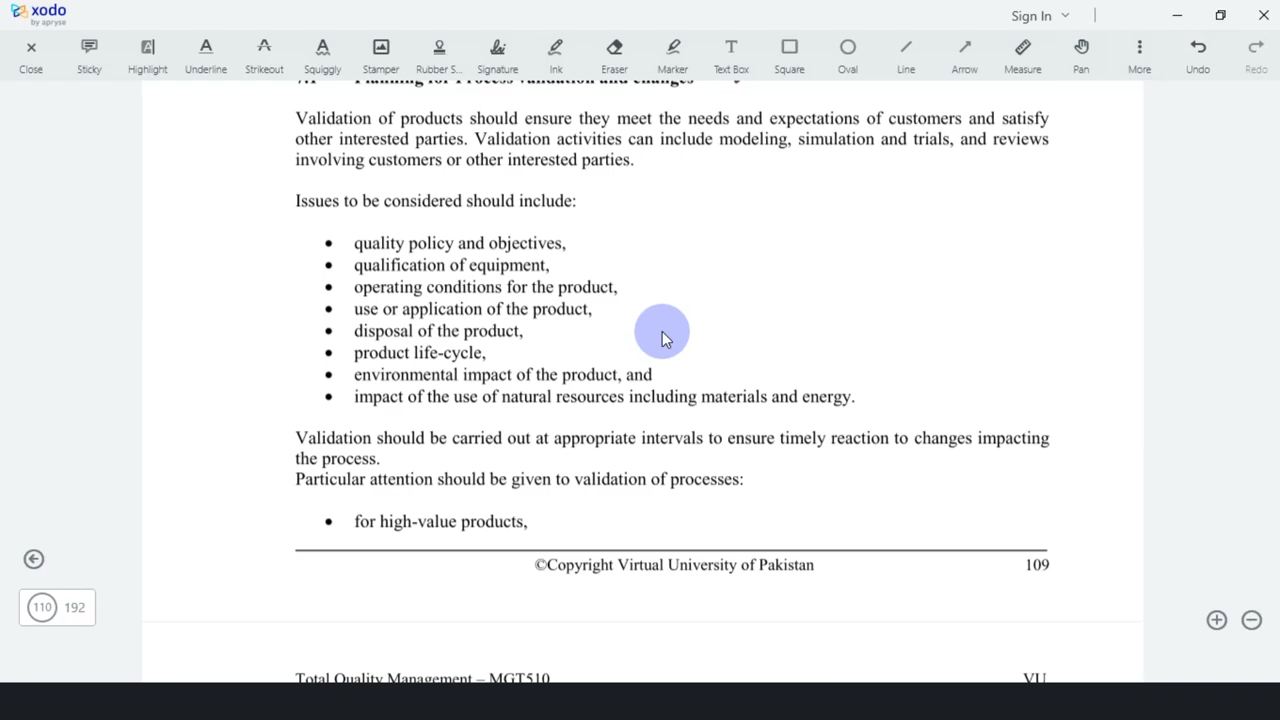 xodo
by apryse
Sign In
Close
Sticky
Highlight
Underline
Strikeout
Squiggly
Stamper
Rubber S...
Signature
Ink
Eraser
Marker
Text Box
Square
Oval
Line
Arrow
Measure
Pan
More
Undo
Redo
Planning for Process validation and changes
Validation of products should ensure they meet the needs and expectations of customers and satisfy
other interested parties. Validation activities can include modeling, simulation and trials, and reviews
involving customers or other interested parties.
Issues to be considered should include:
• quality policy and objectives,
• qualification of equipment,
• operating conditions for the product,
• use or application of the product,
• disposal of the product,
• product life-cycle,
• environmental impact of the product, and
• impact of the use of natural resources including materials and energy.
Validation should be carried out at appropriate intervals to ensure timely reaction to changes impacting
the process.
Particular attention should be given to validation of processes:
• for high-value products,
©Copyright Virtual University of Pakistan 109
110 192
Total Quality Management – MGT510 VU